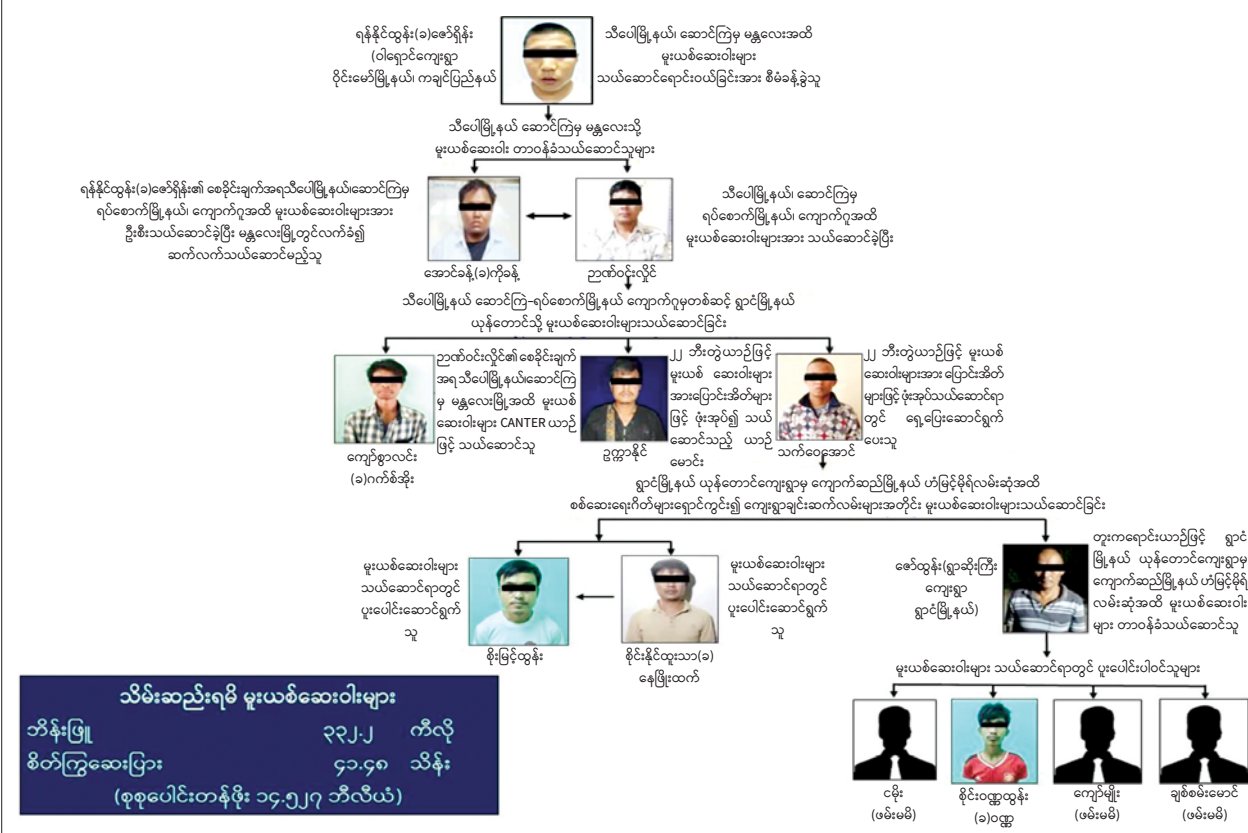 ရန်နိုင်ထွန်း(ခ)ဇော်ရှိန်း
(ဝါရှောင်ကျေးရွာ
ဝိုင်းမော်မြို့နယ်၊ ကချင်ပြည်နယ်
သီပေါမြို့နယ်၊ ဆောင်ကြဲမှ မန္တလေးအထိ
မူးယစ်ဆေးဝါးများ
သယ်ဆောင်ရောင်းဝယ်ခြင်းအား စီမံခန့်ခွဲသူ
သီပေါမြို့နယ် ဆောင်ကြဲမှ မန္တလေးသို့
မူးယစ်ဆေးဝါး တာဝန်ခံသယ်ဆောင်သူများ
ရန်နိုင်ထွန်း(ခ)ဇော်ရှိန်း၏ စေခိုင်းချက်အရသီပေါမြို့နယ်၊ဆောင်ကြဲမှ
ရပ်စောက်မြို့နယ်၊ ကျောက်ဂူအထိ မူးယစ်ဆေးဝါးများအား
ဦးစီးသယ်ဆောင်ခဲ့ပြီး မန္တလေးမြို့တွင်လက်ခံ၍
ဆက်လက်သယ်ဆောင်မည့်သူ
အောင်ခန့်(ခ)ကိုခန့်
ဉာဏ်ဝင်းလှိုင်
သီပေါမြို့နယ်၊ ဆောင်ကြဲမှ
ရပ်စောက်မြို့နယ်၊ ကျောက်ဂူအထိ
မူးယစ်ဆေးဝါးများအား သယ်ဆောင်ခဲ့ပြီး
သီပေါမြို့နယ် ဆောင်ကြဲ-ရပ်စောက်မြို့နယ် ကျောက်ဂူမှတစ်ဆင့် ရွာငံမြို့နယ်
ယုန်တောင်သို့ မူးယစ်ဆေးဝါးများသယ်ဆောင်ခြင်း
ကျော်စွာလင်း
(ခ)ဂက်စ်အိုး
ဉာဏ်ဝင်းလှိုင်၏ စေခိုင်းချက်
အရသီပေါမြို့နယ်၊ဆောင်ကြဲ
မှ မန္တလေးမြို့အထိ မူးယစ်
ဆေးဝါးများ CANTER ယာဉ်
ဖြင့် သယ်ဆောင်သူ
ဥက္ကာနိုင်
၂၂ ဘီးတွဲယာဉ်ဖြင့်
မူးယစ် ဆေးဝါးများ
အားပြောင်းအိတ်များ
ဖြင့် ဖုံးအုပ်၍ သယ်
ဆောင်သည့် ယာဉ်
မောင်း
သက်ဝေအောင်
၂၂ ဘီးတွဲယာဉ်ဖြင့် မူးယစ်
ဆေးဝါးများအား ပြောင်းအိတ်
များဖြင့် ဖုံးအုပ်သယ်ဆောင်ရာ
တွင် ရှေ့ပြေးဆောင်ရွက်
ပေးသူ
ရွာငံမြို့နယ် ယုန်တောင်ကျေးရွာမှ ကျောက်ဆည်မြို့နယ် ဟံမြင့်မိုရ်လမ်းဆုံအထိ
စစ်ဆေးရေးဂိတ်များရှောင်ကွင်း၍ ကျေးရွာချင်းဆက်လမ်းများအတိုင်း မူးယစ်ဆေးဝါးများသယ်ဆောင်ခြင်း
မူးယစ်ဆေးဝါးများ
သယ်ဆောင်ရာတွင်
ပူးပေါင်းဆောင်ရွက်
သူ
စိုးမြင့်ထွန်း
စိုင်းနိုင်ထူးသာ(ခ)
နေဖြိုးထက်
မူးယစ်ဆေးဝါးများ
သယ်ဆောင်ရာတွင်
ပူးပေါင်းဆောင်ရွက်
သူ
ဇော်ထွန်း(ရွာဆိုးကြီး
ကျေးရွာ
ရွာငံမြို့နယ်)
တူးကရောင်းယာဉ်ဖြင့် ရွာငံ
မြို့နယ် ယုန်တောင်ကျေးရွာမှ
ကျောက်ဆည်မြို့နယ် ဟံမြင့်မိုရ်
လမ်းဆုံအထိ မူးယစ်ဆေးဝါး
များ တာဝန်ခံသယ်ဆောင်သူ
မူးယစ်ဆေးဝါးများ သယ်ဆောင်ရာတွင် ပူးပေါင်းပါဝင်သူများ
ငမိုး
(ဖမ်းမမိ)
စိုင်းဝဏ္ဏထွန်း
(ခ)ဝဏ္ဏ
ကျော်မျိုး
(ဖမ်းမမိ)
ချစ်စမ်းမောင်
(ဖမ်းမမိ)
သိမ်းဆည်းရမိ မူးယစ်ဆေးဝါးများ
ဘိန်းဖြူ ၃၃၂.၂ ကီလို
စိတ်ကြွဆေးပြား ၄၁.၄၈ သိန်း
(စုစုပေါင်းတန်ဖိုး ၁၄.၅၂၇ ဘီလီယံ)